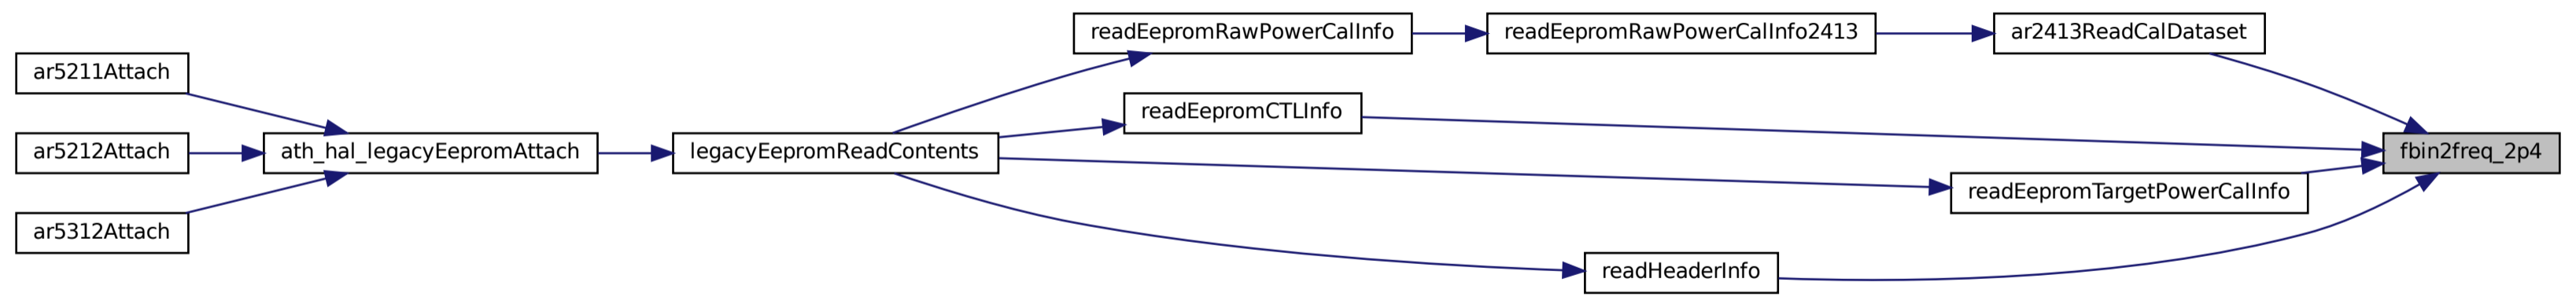 readEepromRawPowerCalInfo
readEepromRawPowerCalInfo2413
ar2413ReadCalDataset
ar5211Attach
readEepromCTLInfo
ar5212Attach
ath_hal_legacyEepromAttach
legacyEepromReadContents
fbin2freq_2p4
readEepromTargetPowerCalInfo
ar5312Attach
readHeaderInfo